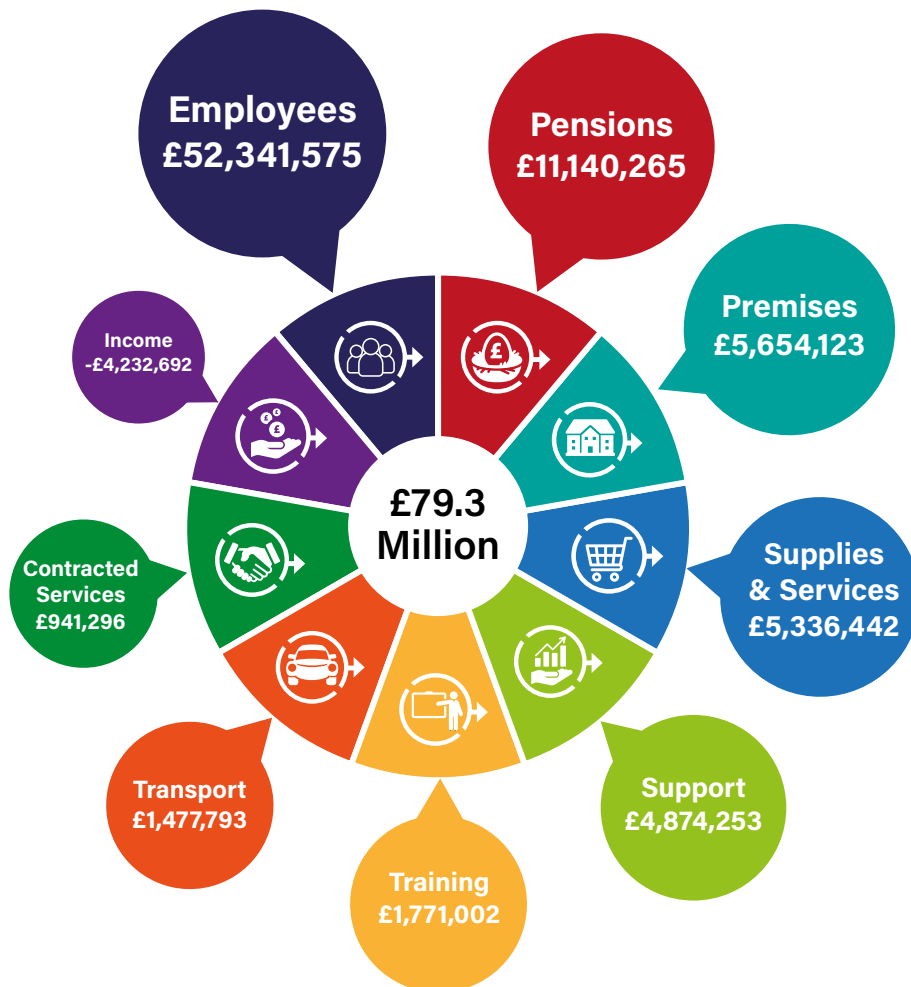 Employees
£52,341,575
Pensions
£11,140,265
Premises
£5,654,123
Income
-£4,232,692
£
£
£
£
£79.3
Million
Supplies
& Services
£5,336,442
Contracted
Services
£941,296
Support
£4,874,253
Transport
£1,477,793
Training
£1,771,002